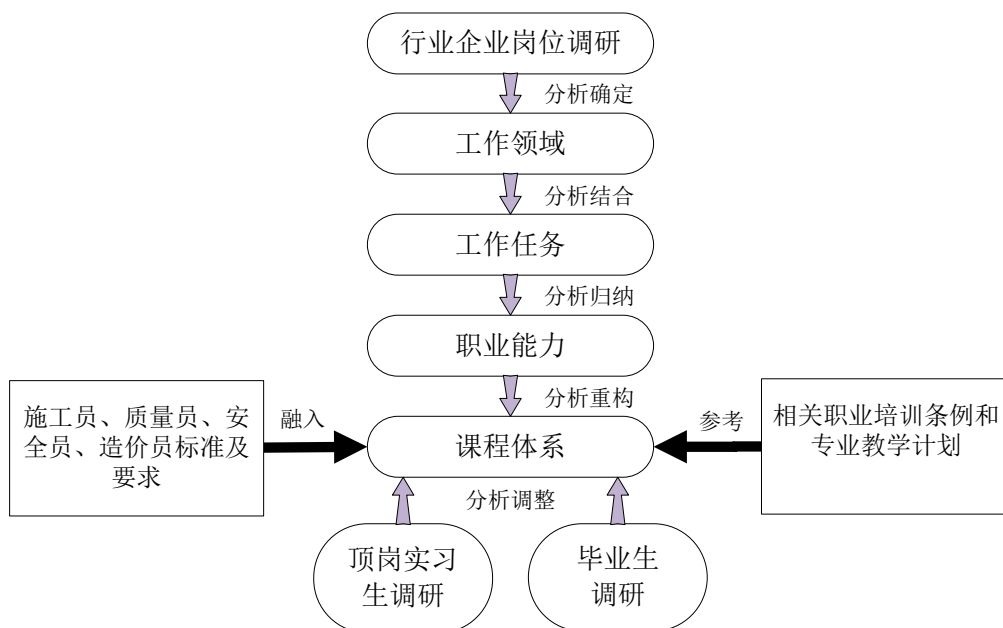 行业企业岗位调研
分析确定
工作领域
分析结合
工作任务
分析归纳
职业能力
分析重构
施工员、质量员、安
全员、造价员标准及
要求
融入
课程体系
参考
相关职业培训条例和
专业教学计划
分析调整
顶岗实习
生调研
毕业生
调研